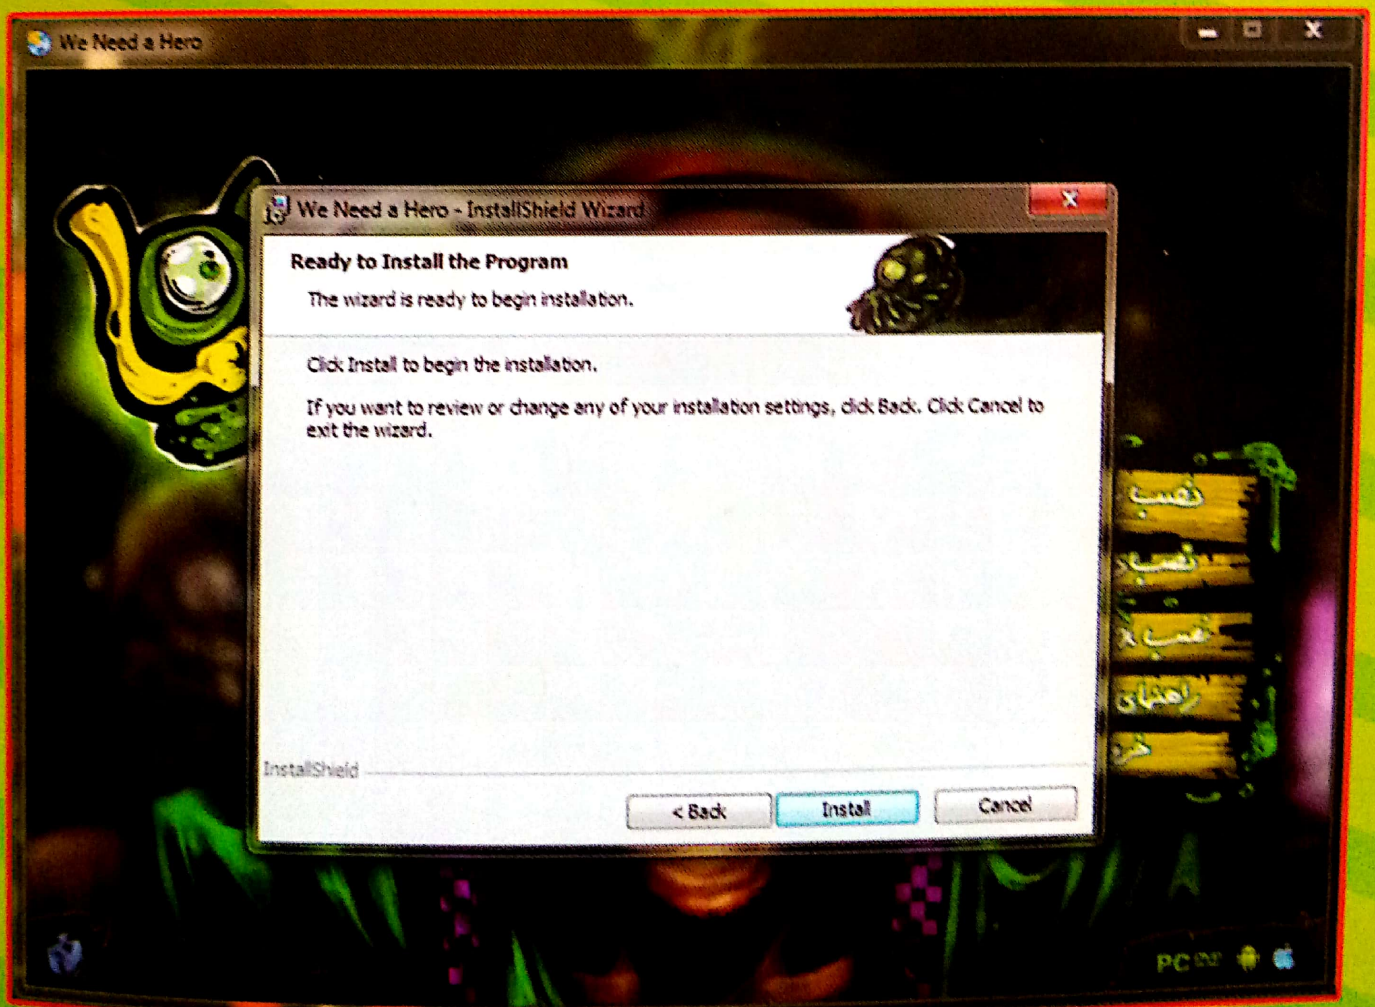 We Need a Hero
We Need a Hero - InstallShield Wizard
Ready to Install the Program
The wizard is ready to begin installation.
Click Install to begin the installation.
If you want to review or change any of your installation settings, click Back. Click Cancel to
exit the wizard.
نصب
نصب
نصب x
راهنمای
InstallShield
< Back
Install
Cancel
PC